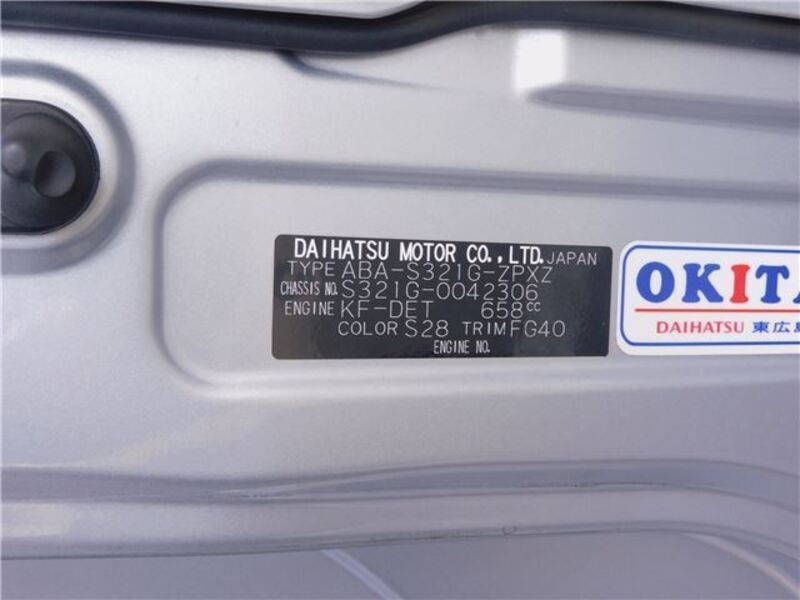 DAIHATSU MOTOR CO., LTD. JAPAN
TYPE ABA-S321G-ZPXZ
CHASSIS NO. S321G-0042306
ENGINE KF-DET 658cc
COLOR S28 TRIM FG40
ENGINE NO.
OKITA
DAIHATSU 東広島